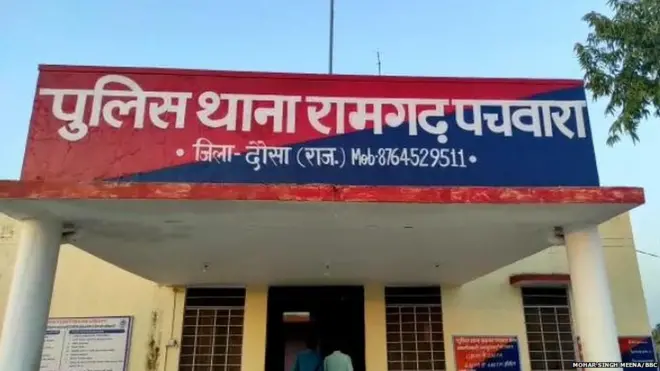 पुलिस थाना रामगढ़ पचवारा
• जिला- दौसा (राज.) Mob-8764529511 •
MOHAR SINGH MEENA/BBC